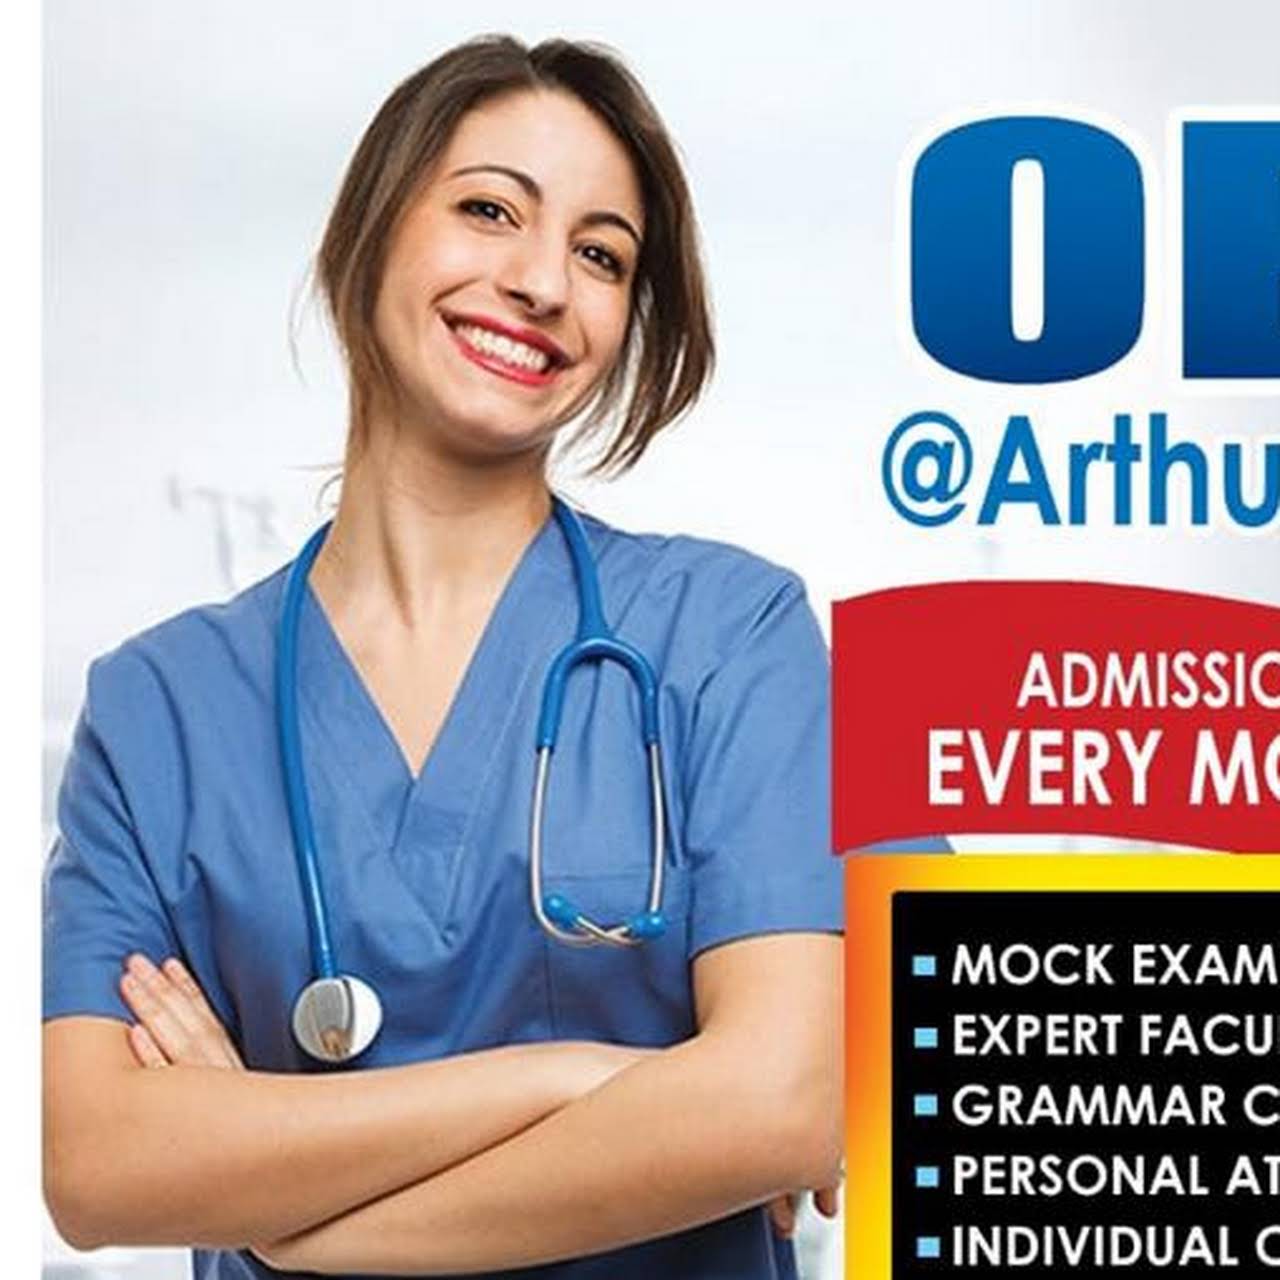 @Arthu
ADMISSIO
EVERY MO
MOCK EXAM
EXPERT FACU
GRAMMAR C
PERSONAL AT
INDIVIDUAL C